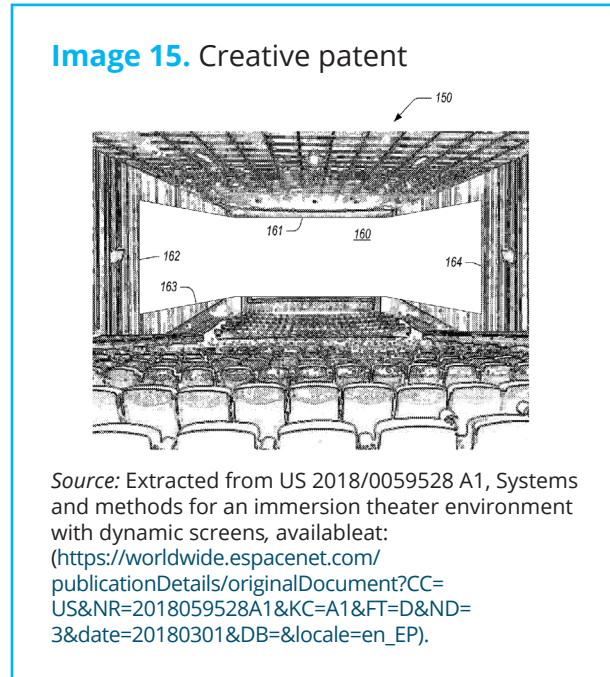 Image 15. Creative patent
150
161
160
162
164
163
Source: Extracted from US 2018/0059528 A1, Systems
and methods for an immersion theater environment
with dynamic screens, availableat:
(https://worldwide.espacenet.com/
publicationDetails/originalDocument?CC=
US&NR=2018059528A1&KC=A1&FT=D&ND=
3&date=20180301&DB=&locale=en_EP).